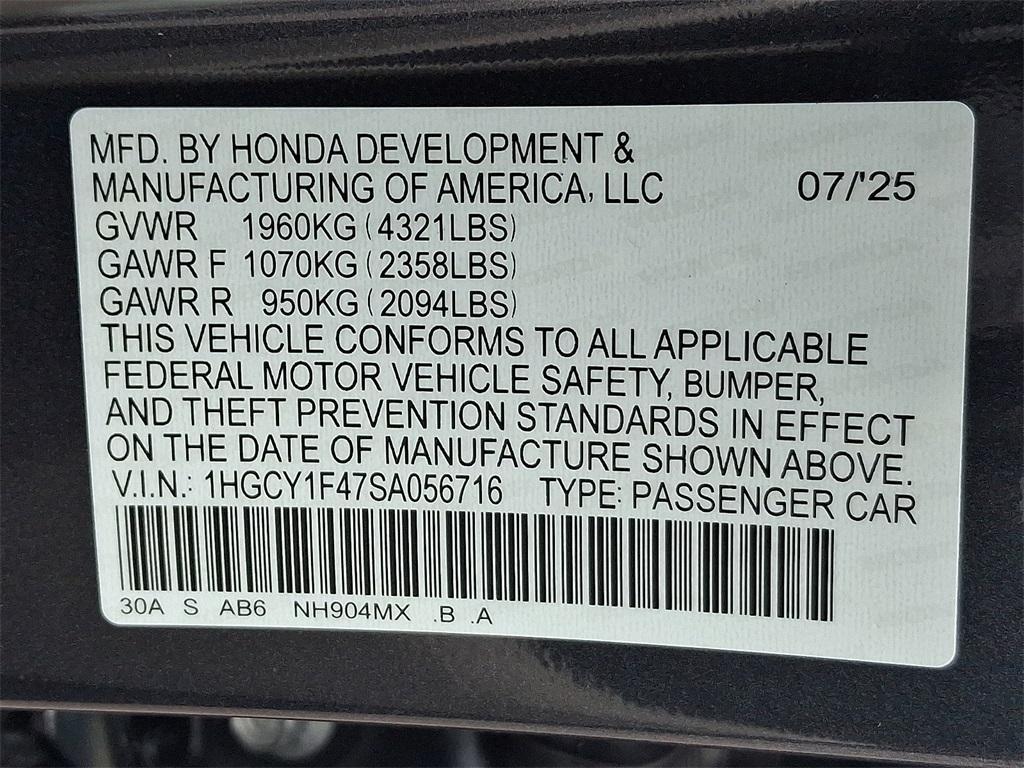 MFD. BY HONDA DEVELOPMENT &
MANUFACTURING OF AMERICA, LLC 07/'25
GVWR 1960KG (4321LBS)
GAWR F 1070KG (2358LBS)
GAWR R 950KG (2094LBS)
THIS VEHICLE CONFORMS TO ALL APPLICABLE
FEDERAL MOTOR VEHICLE SAFETY, BUMPER,
AND THEFT PREVENTION STANDARDS IN EFFECT
ON THE DATE OF MANUFACTURE SHOWN ABOVE.
V.I.N.: 1HGCY1F47SA056716 TYPE: PASSENGER CAR
30A S AB6 NH904MX .B .A